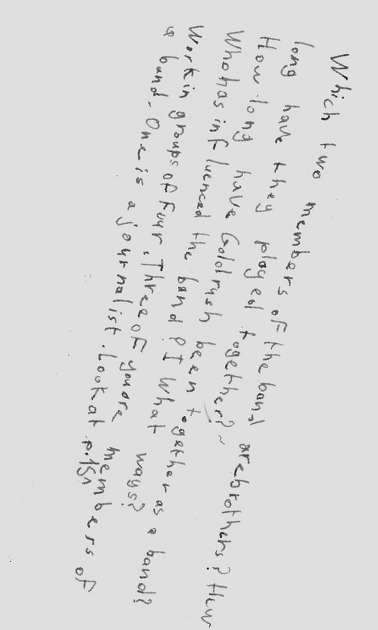 Which two members of the band are brothers? How
long have they played together?
How long have Goldrush been together as a band?
Who has influenced the band? I What ways?
Work in groups of four. Three of you are members of
a band. One is a journalist. Look at p.151